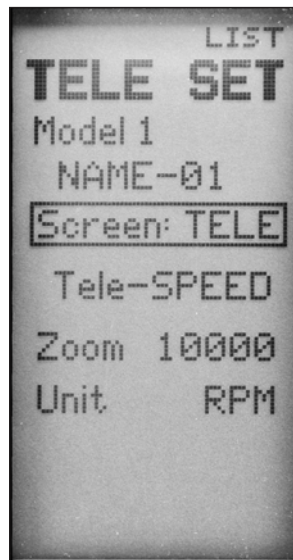 LIST
TELE SET
Model 1
NAME-01
Screen: TELE
Tele-SPEED
Zoom 10000
Unit RPM